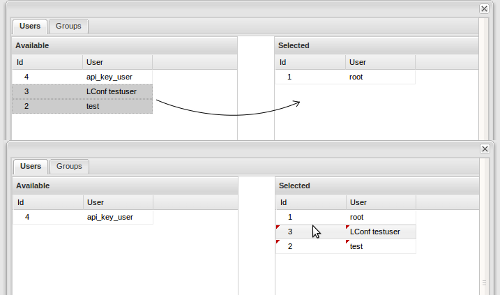 Users Groups
Available Selected
Id User Id User
4 api_key_user 1 root
3 LConf testuser
2 test
Users Groups
Available Selected
Id User Id User
4 api_key_user 1 root
3 LConf testuser
2 test